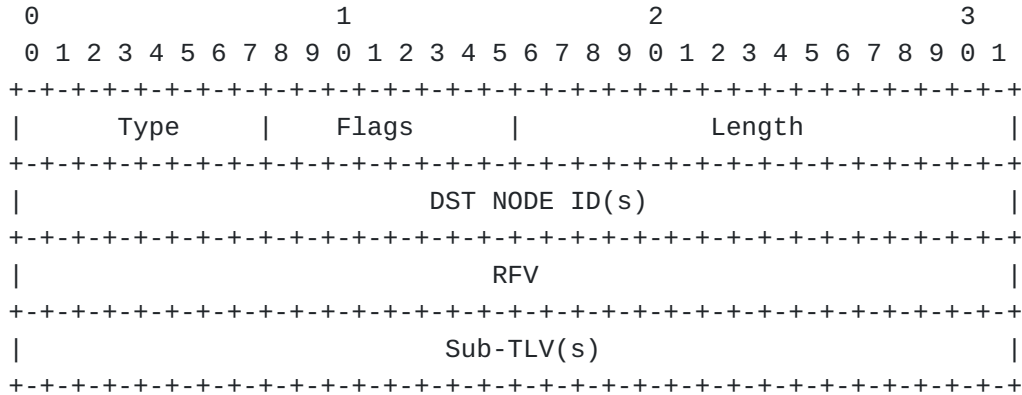 0                   1                   2                   3
 0 1 2 3 4 5 6 7 8 9 0 1 2 3 4 5 6 7 8 9 0 1 2 3 4 5 6 7 8 9 0 1
+-+-+-+-+-+-+-+-+-+-+-+-+-+-+-+-+-+-+-+-+-+-+-+-+-+-+-+-+-+-+-+-+
|      Type     |    Flags      |            Length             |
+-+-+-+-+-+-+-+-+-+-+-+-+-+-+-+-+-+-+-+-+-+-+-+-+-+-+-+-+-+-+-+-+
|                          DST NODE ID(s)                       |
+-+-+-+-+-+-+-+-+-+-+-+-+-+-+-+-+-+-+-+-+-+-+-+-+-+-+-+-+-+-+-+-+
|                              RFV                              |
+-+-+-+-+-+-+-+-+-+-+-+-+-+-+-+-+-+-+-+-+-+-+-+-+-+-+-+-+-+-+-+-+
|                           Sub-TLV(s)                          |
+-+-+-+-+-+-+-+-+-+-+-+-+-+-+-+-+-+-+-+-+-+-+-+-+-+-+-+-+-+-+-+-+